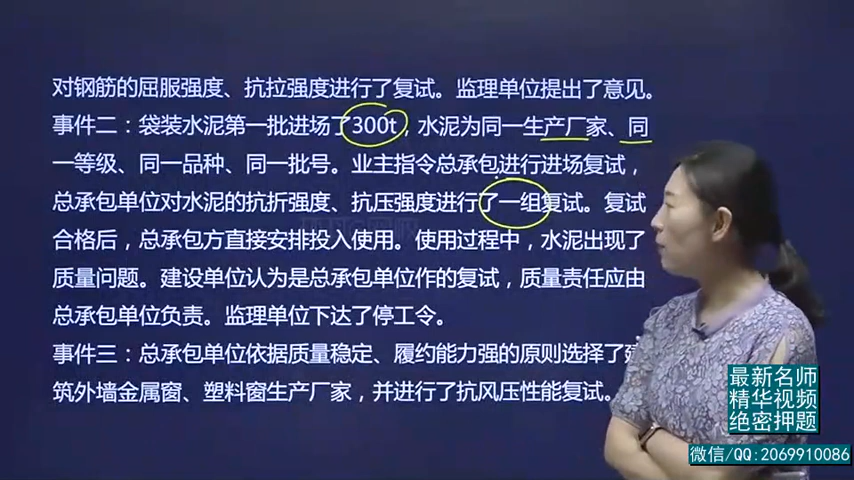 对钢筋的屈服强度、抗拉强度进行了复试。监理单位提出了意见。
事件二：袋装水泥第一批进场了300t，水泥为同一生产厂家、同
一等级、同一品种、同一批号。业主指令总承包进行进场复试，
总承包单位对水泥的抗折强度、抗压强度进行了一组复试。复试
合格后，总承包方直接安排投入使用。使用过程中，水泥出现了
质量问题。建设单位认为是总承包单位作的复试，质量责任应由
总承包单位负责。监理单位下达了停工令。
事件三：总承包单位依据质量稳定、履约能力强的原则选择了建
筑外墙金属窗、塑料窗生产厂家，并进行了抗风压性能复试。
最新名师
精华视频
绝密押题
微信/QQ:2069910086